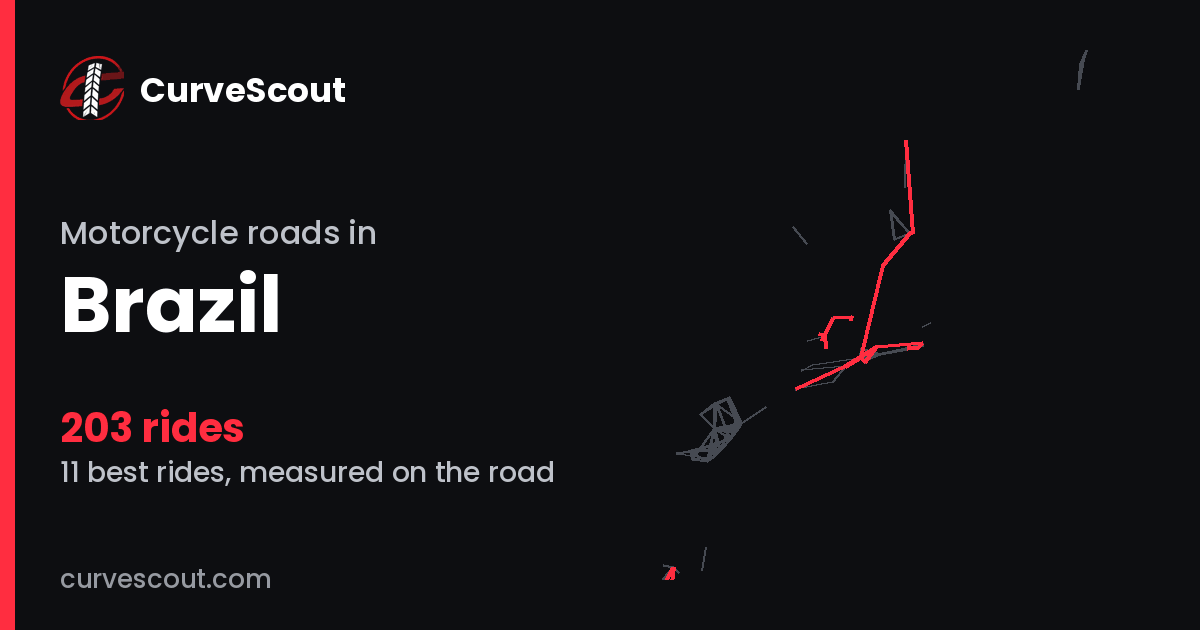 CurveScout
Motorcycle roads in
Brazil
203 rides
11 best rides, measured on the road
curvescout.com